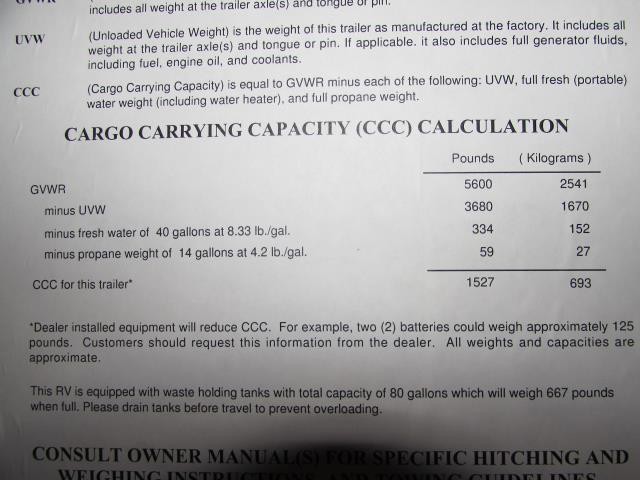 includes all weight at the trailer axle(s) and tongue or pin.
UVW (Unloaded Vehicle Weight) is the weight of this trailer as manufactured at the factory. It includes all
weight at the trailer axle(s) and tongue or pin. If applicable. it also includes full generator fluids,
including fuel, engine oil, and coolants.
CCC (Cargo Carrying Capacity) is equal to GVWR minus each of the following: UVW, full fresh (portable)
water weight (including water heater), and full propane weight.
CARGO CARRYING CAPACITY (CCC) CALCULATION
Pounds ( Kilograms )
GVWR 5600 2541
minus UVW 3680 1670
minus fresh water of 40 gallons at 8.33 lb./gal. 334 152
minus propane weight of 14 gallons at 4.2 lb./gal. 59 27
CCC for this trailer* 1527 693
*Dealer installed equipment will reduce CCC. For example, two (2) batteries could weigh approximately 125
pounds. Customers should request this information from the dealer. All weights and capacities are
approximate.
This RV is equipped with waste holding tanks with total capacity of 80 gallons which will weigh 667 pounds
when full. Please drain tanks before travel to prevent overloading.
CONSULT OWNER MANUAL(S) FOR SPECIFIC HITCHING AND
WEIGHING INSTRUCTIONS AND TOWING GUIDELINES